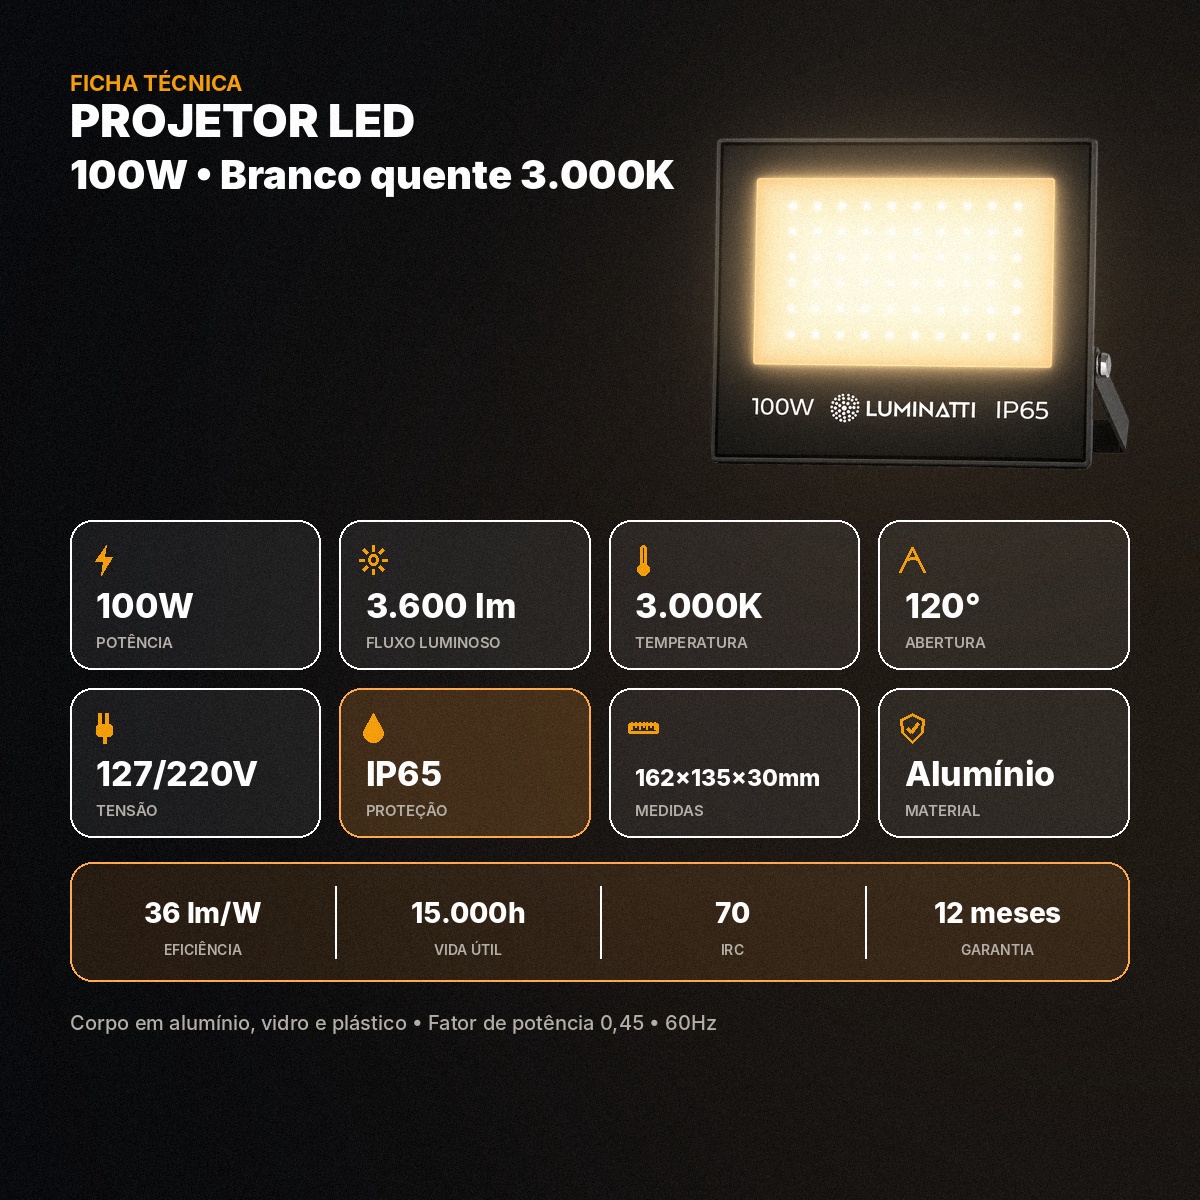 FICHA TÉCNICA
PROJETOR LED
100W • Branco quente 3.000K
100W LUMINATTI IP65
100W
POTÊNCIA
3.600 lm
FLUXO LUMINOSO
3.000K
TEMPERATURA
120°
ABERTURA
127/220V
TENSÃO
IP65
PROTEÇÃO
162×135×30mm
MEDIDAS
Alumínio
MATERIAL
36 lm/W
EFICIÊNCIA
15.000h
VIDA ÚTIL
70
IRC
12 meses
GARANTIA
Corpo em alumínio, vidro e plástico • Fator de potência 0,45 • 60Hz